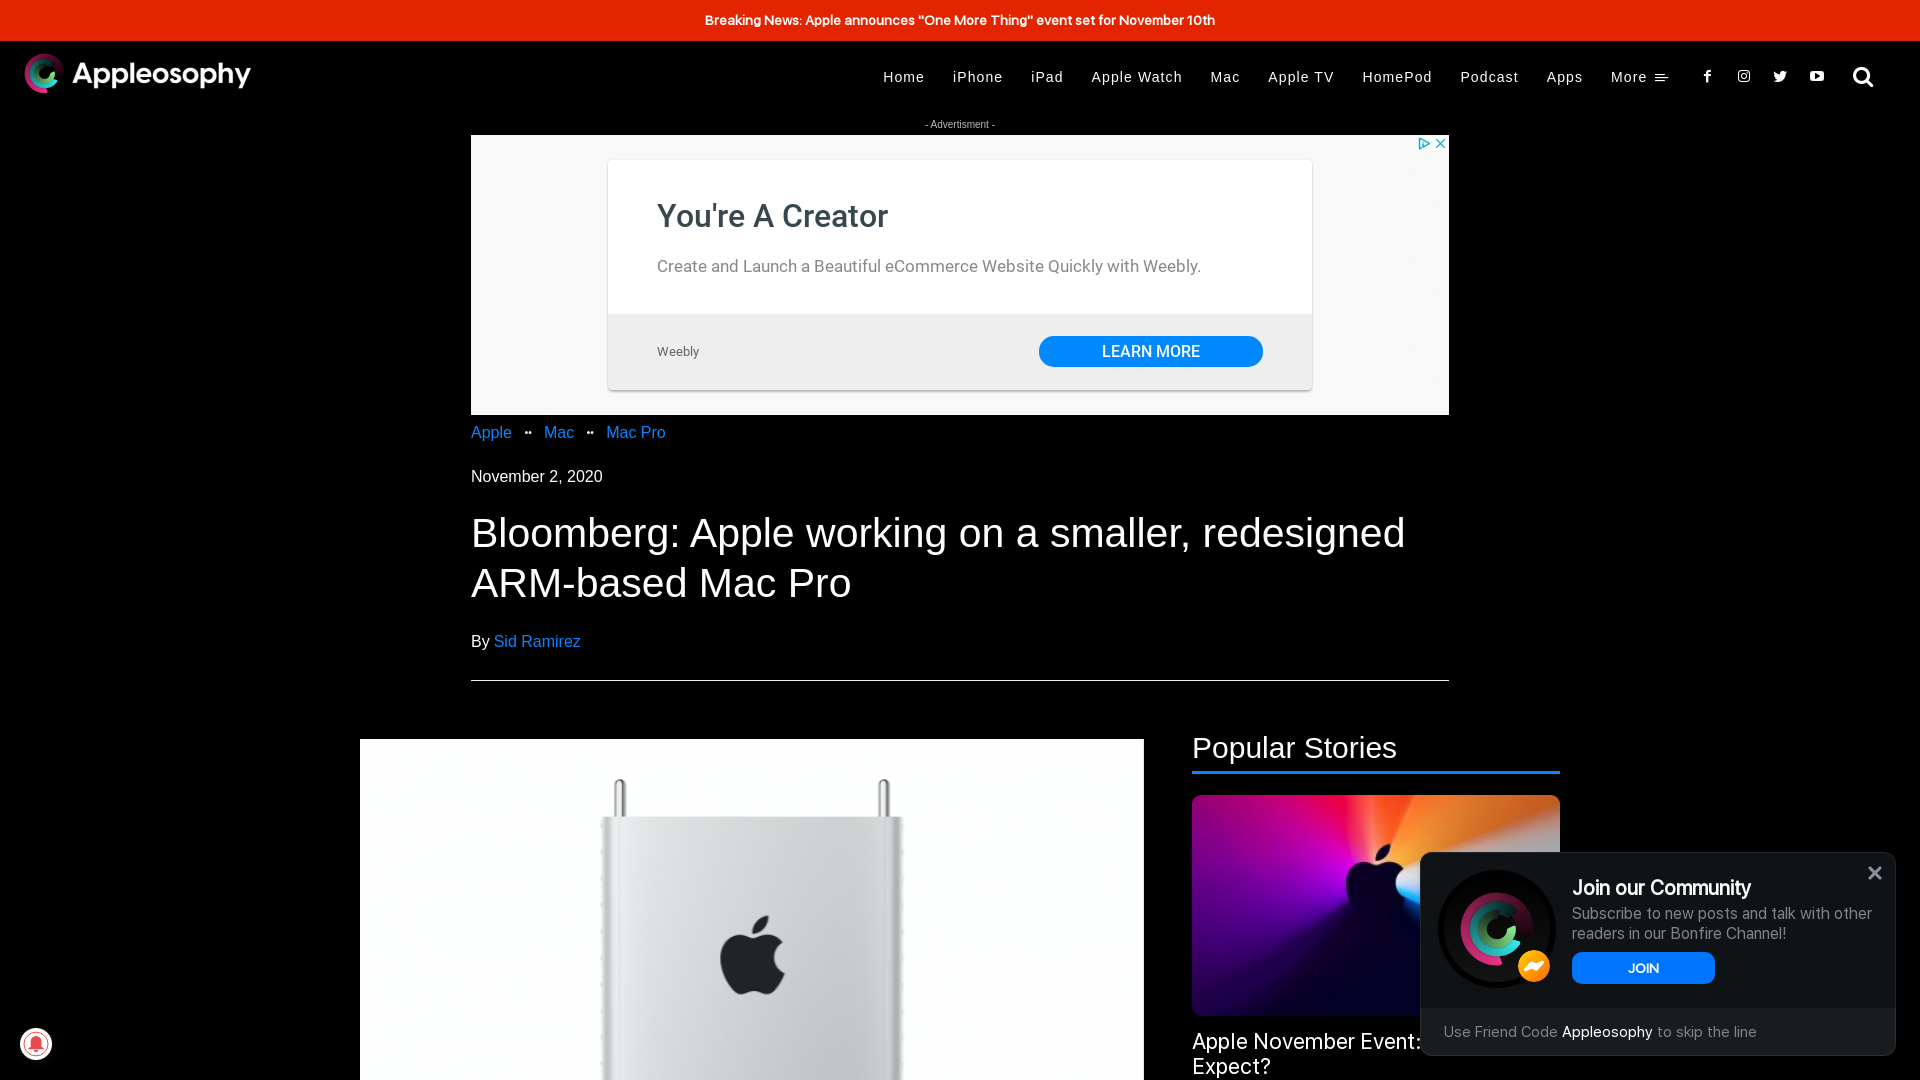 Breaking News: Apple announces "One More Thing" event set for November 10th
Appleosophy
Home
iPhone
iPad
Apple Watch
Mac
Apple TV
HomePod
Podcast
Apps
More
- Advertisment -
You're A Creator
Create and Launch a Beautiful eCommerce Website Quickly with Weebly.
Weebly
LEARN MORE
Apple •• Mac •• Mac Pro
November 2, 2020
Bloomberg: Apple working on a smaller, redesigned
ARM-based Mac Pro
By Sid Ramirez
Popular Stories
Apple November Event:
Expect?
Join our Community
Subscribe to new posts and talk with other
readers in our Bonfire Channel!
JOIN
Use Friend Code Appleosophy to skip the line